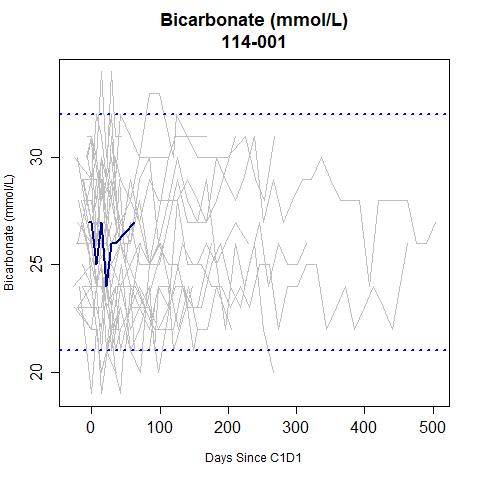 Bicarbonate (mmol/L)
114-001
Bicarbonate (mmol/L)
30
25
20
0 100 200 300 400 500
Days Since C1D1